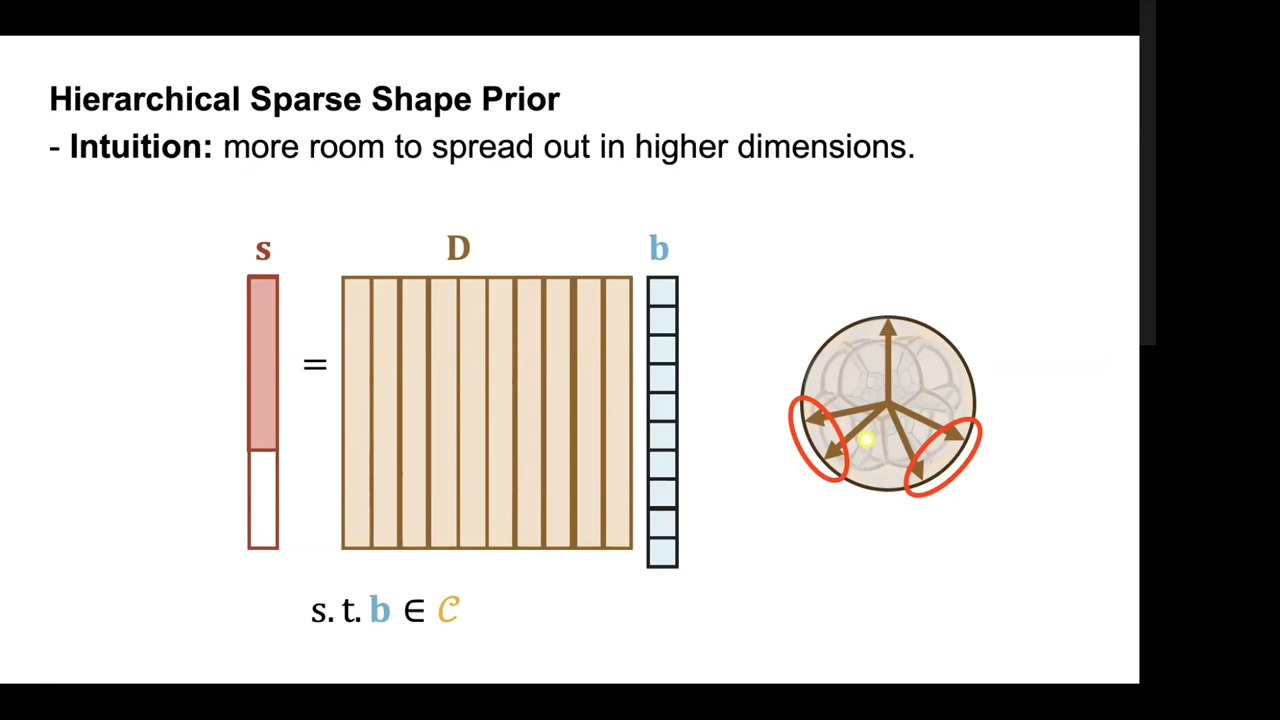 Hierarchical Sparse Shape Prior
- Intuition: more room to spread out in higher dimensions.
s D b
=
s.t. b ∈ 𝒞